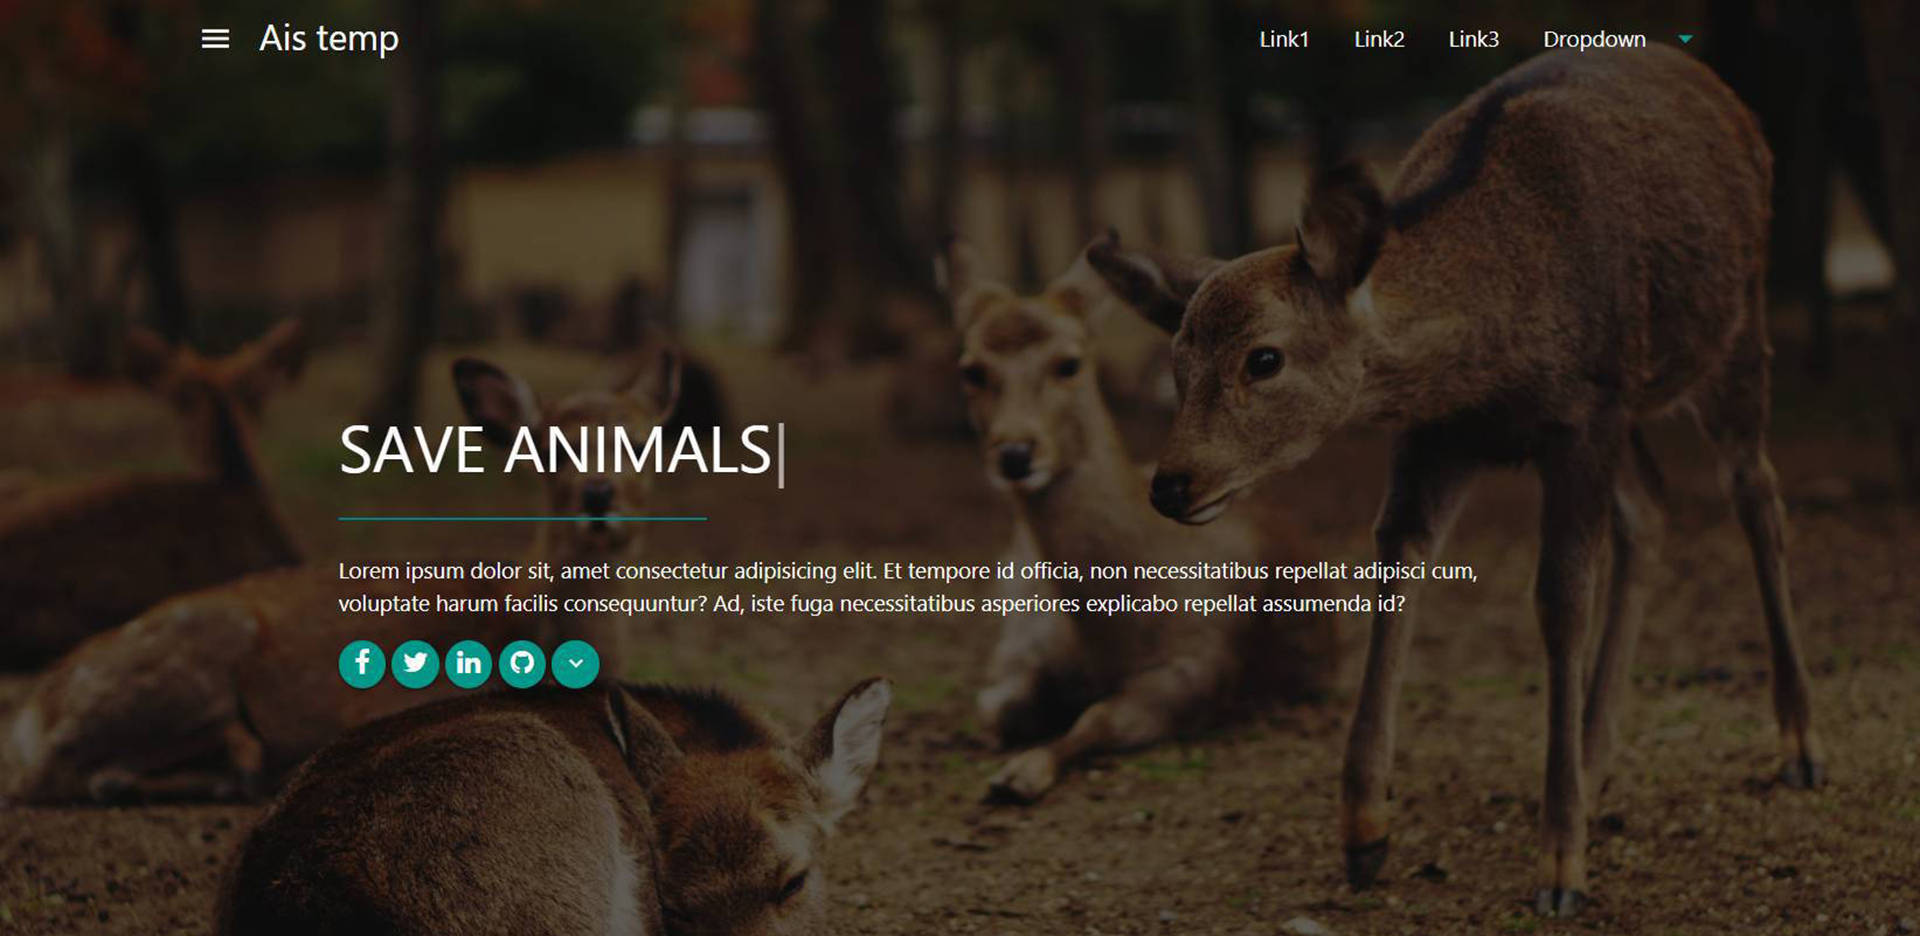 Ais temp
Link1 Link2 Link3 Dropdown
SAVE ANIMALS|
Lorem ipsum dolor sit, amet consectetur adipisicing elit. Et tempore id officia, non necessitatibus repellat adipisci cum,
voluptate harum facilis consequuntur? Ad, iste fuga necessitatibus asperiores explicabo repellat assumenda id?